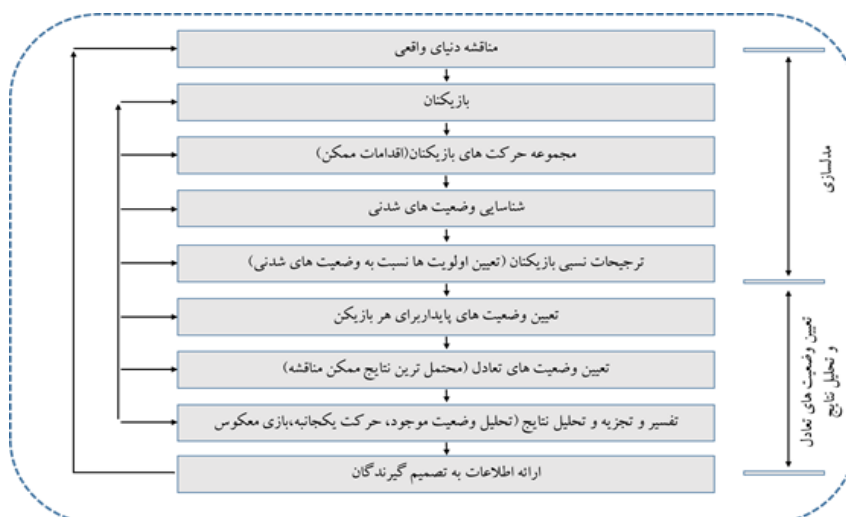 مناقشه دنیای واقعی
بازیکنان
مجموعه حرکت های بازیکنان(اقدامات ممکن)
شناسایی وضعیت های شدنی
ترجیحات نسبی بازیکنان (تعیین اولویت ها نسبت به وضعیت های شدنی)
تعیین وضعیت های پایداربرای هر بازیکن
تعیین وضعیت های تعادل (محتمل ترین نتایج ممکن مناقشه)
تفسیر و تجزیه و تحلیل نتایج (تحلیل وضعیت موجود، حرکت یکجانبه،بازی معکوس
ارائه اطلاعات به تصمیم گیرندگان
مدلسازی
تعیین وضعیت های تعادل
و تحلیل نتایج